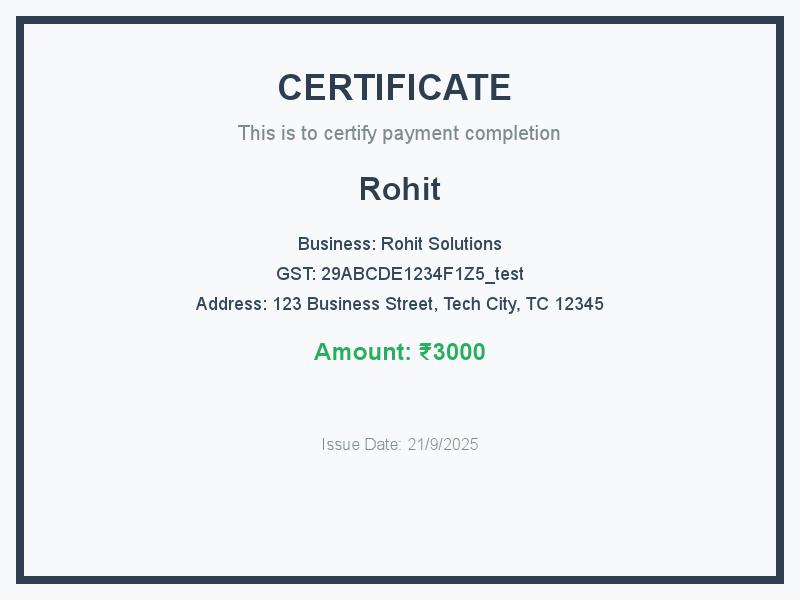 CERTIFICATE
This is to certify payment completion
Rohit
Business: Rohit Solutions
GST: 29ABCDE1234F1Z5_test
Address: 123 Business Street, Tech City, TC 12345
Amount: ₹3000
Issue Date: 21/9/2025